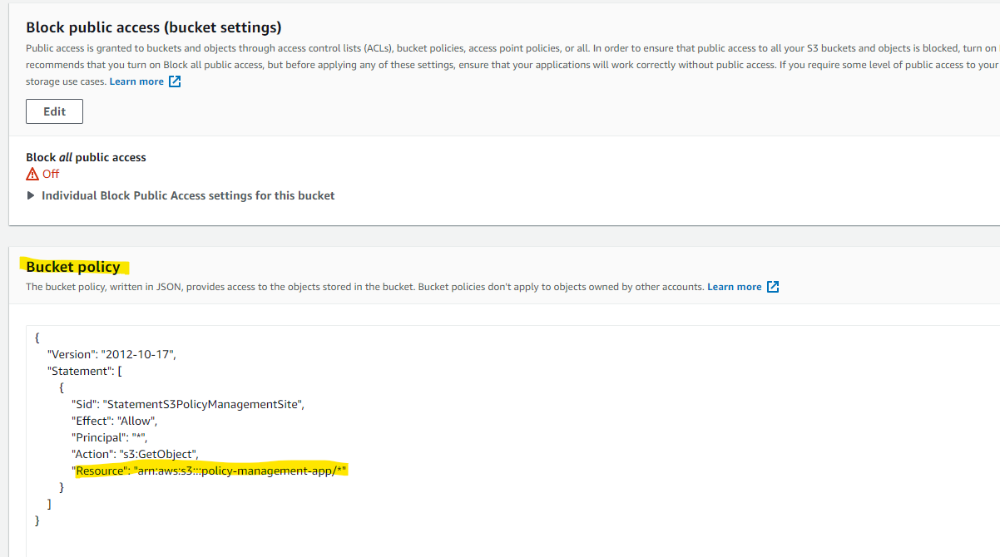 Block public access (bucket settings)
Public access is granted to buckets and objects through access control lists (ACLs), bucket policies, access point policies, or all. In order to ensure that public access to all your S3 buckets and objects is blocked, turn on
recommends that you turn on Block all public access, but before applying any of these settings, ensure that your applications will work correctly without public access. If you require some level of public access to your
storage use cases. Learn more
Edit
Block all public access
Off
Individual Block Public Access settings for this bucket
Bucket policy
The bucket policy, written in JSON, provides access to the objects stored in the bucket. Bucket policies don't apply to objects owned by other accounts. Learn more
{
"Version": "2012-10-17",
"Statement": [
{
"Sid": "StatementS3PolicyManagementSite",
"Effect": "Allow",
"Principal": "*",
"Action": "s3:GetObject",
"Resource": "arn:aws:s3:::policy-management-app/*"
}
]
}